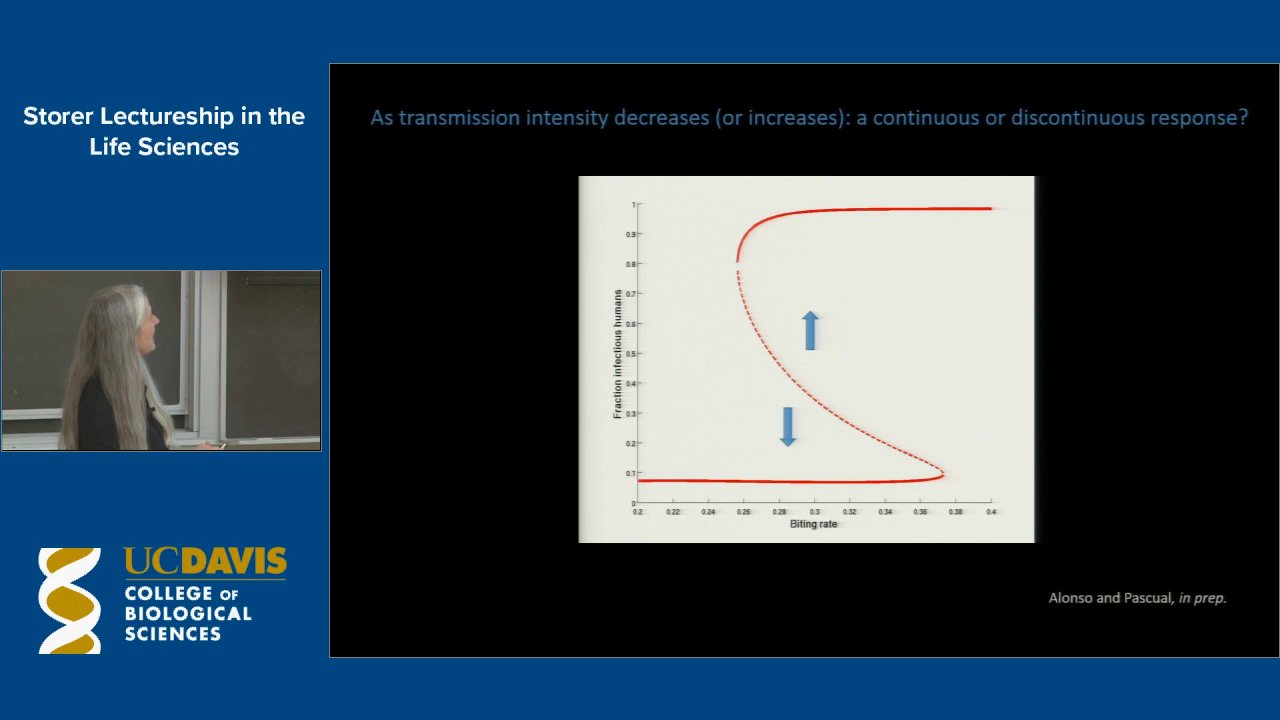 Storer Lectureship in the
Life Sciences
As transmission intensity decreases (or increases): a continuous or discontinuous response?
1
0.9
0.8
0.7
0.6
0.5
0.4
0.3
0.2
0.1
0
Fraction infectious humans
0.2 0.22 0.24 0.26 0.28 0.3 0.32 0.34 0.36 0.38 0.4
Biting rate
Alonso and Pascual, in prep.
UCDAVIS
COLLEGE OF
BIOLOGICAL
SCIENCES